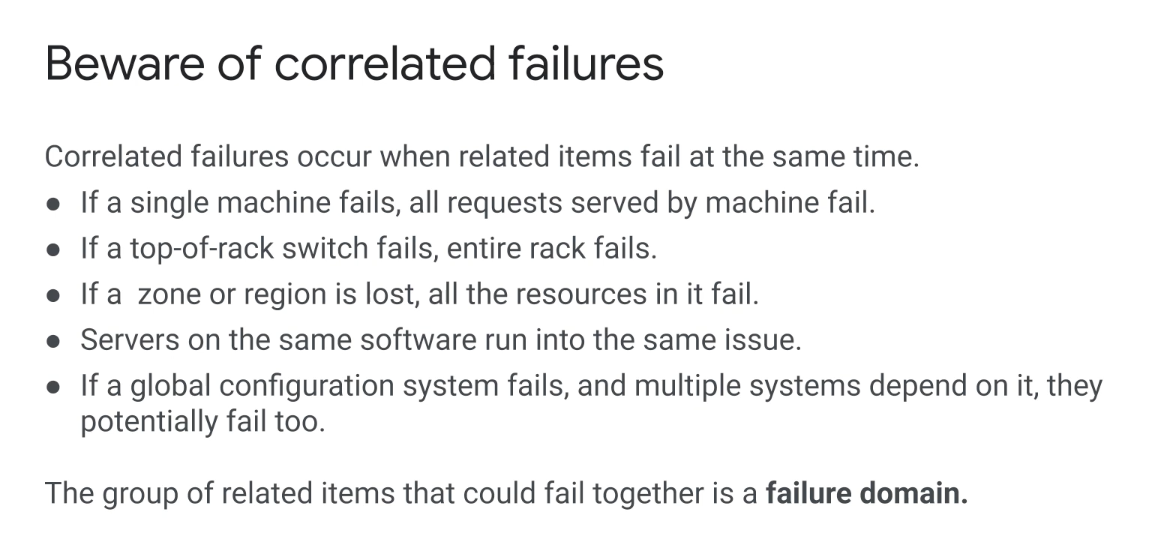 Beware of correlated failures
Correlated failures occur when related items fail at the same time.
● If a single machine fails, all requests served by machine fail.
● If a top-of-rack switch fails, entire rack fails.
● If a  zone or region is lost, all the resources in it fail.
● Servers on the same software run into the same issue.
● If a global configuration system fails, and multiple systems depend on it, they
potentially fail too.
The group of related items that could fail together is a failure domain.